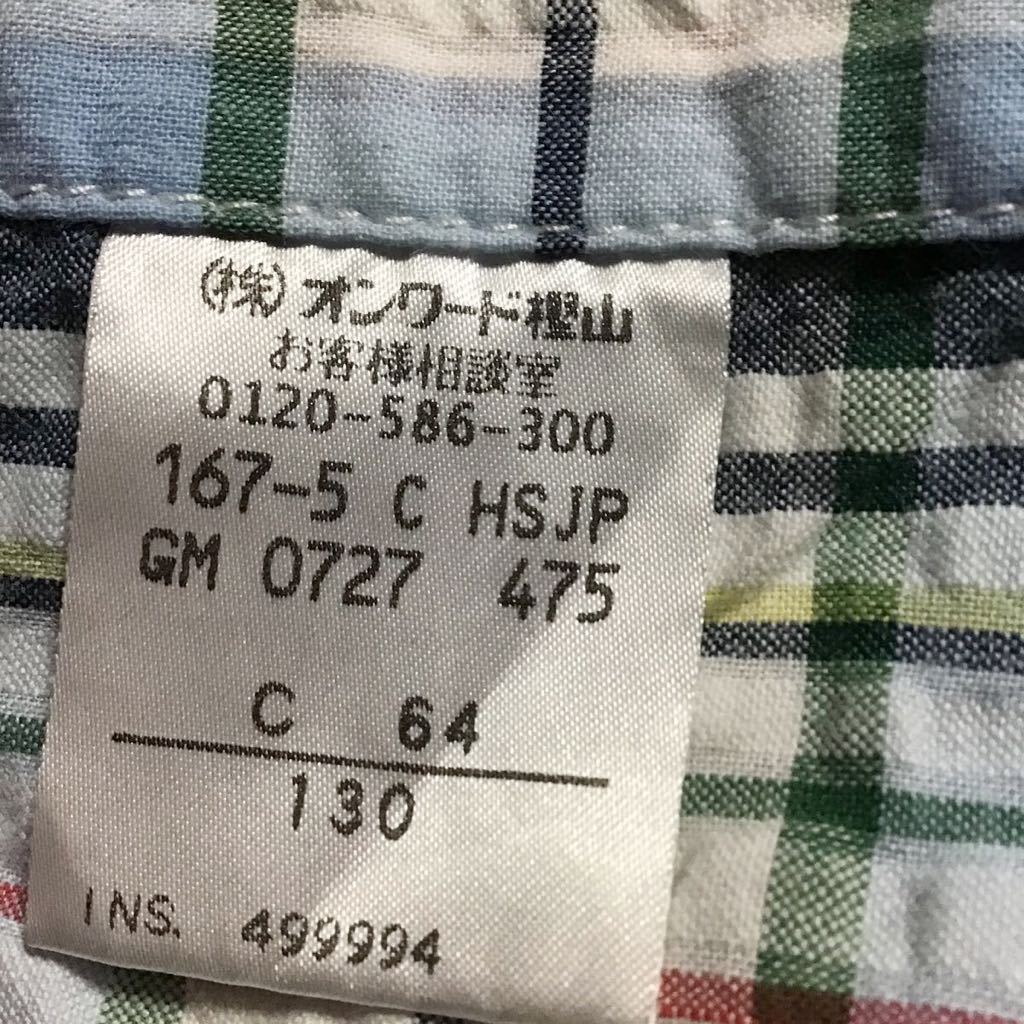 (株)オンワード樫山
お客様相談室
0120-586-300
167-5 C HSJP
GM 0727 475
C 64
130
INS. 499994